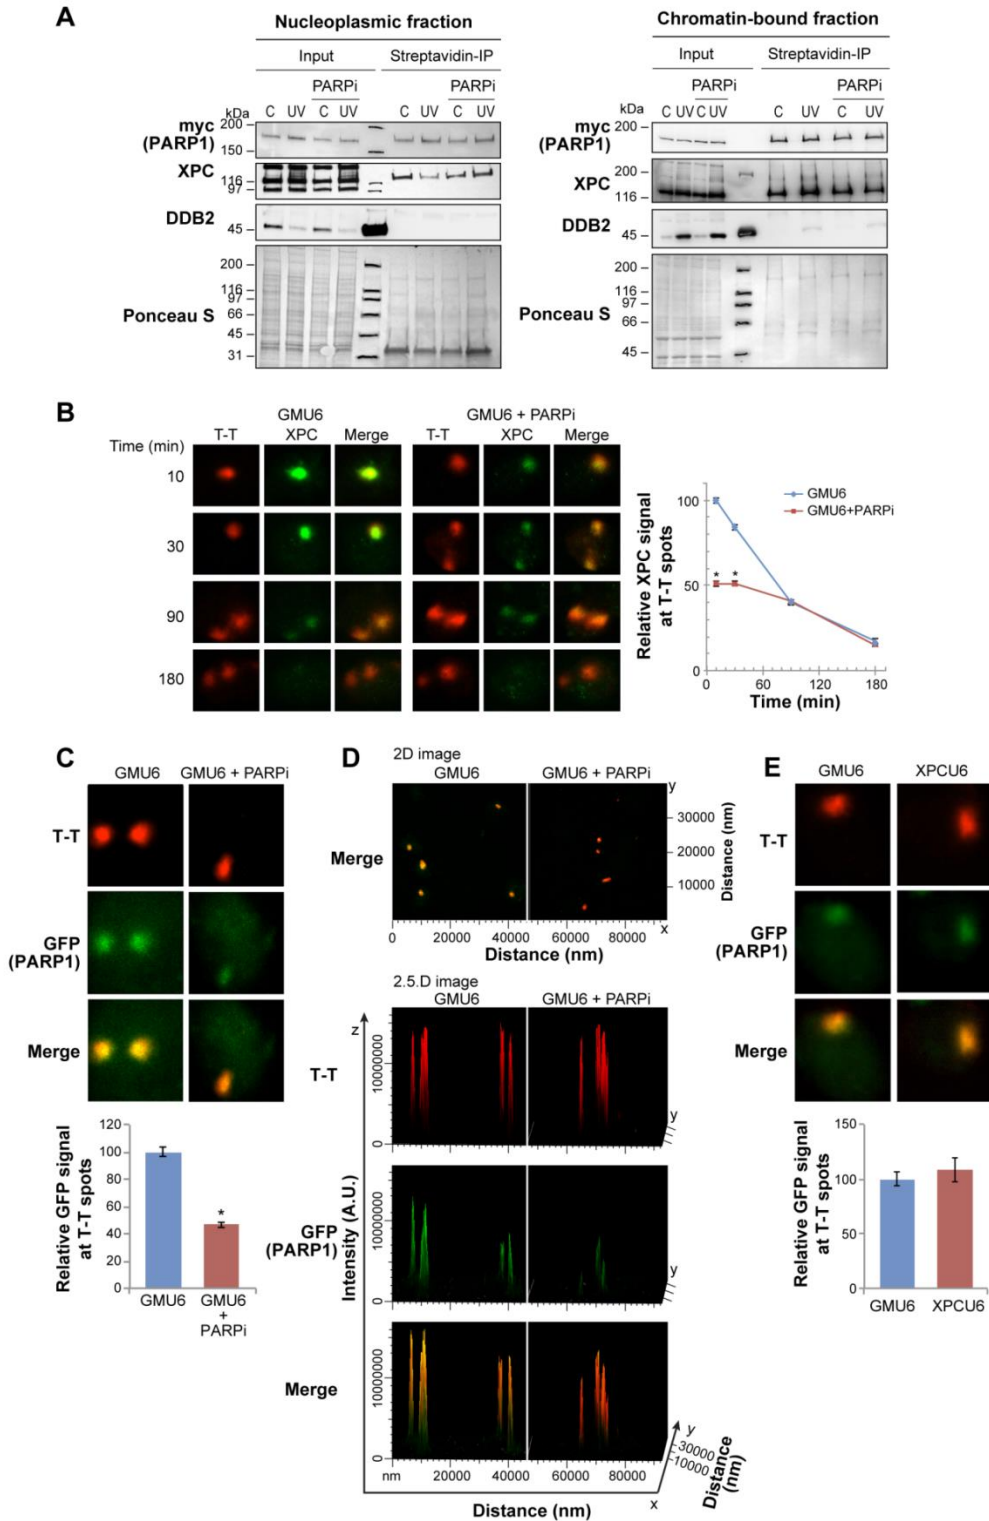 A
Nucleoplasmic fraction
Input Streptavidin-IP
PARPi PARPi
kDa C UV C UV C UV C UV
myc (PARP1)
200
150
XPC
116
97
DDB2
45
Ponceau S
200
116
97
66
45
31
Chromatin-bound fraction
Input Streptavidin-IP
PARPi PARPi
kDa C UV C UV C UV C UV
myc (PARP1)
200
XPC
200
116
DDB2
45
Ponceau S
200
116
97
66
45
B
GMU6 GMU6 + PARPi
Time (min) T-T XPC Merge T-T XPC Merge
10
30
90
180
Relative XPC signal
at T-T spots
100
50
0
* *
GMU6
GMU6+PARPi
0 60 120 180
Time (min)
C
GMU6 GMU6 + PARPi
T-T
GFP
(PARP1)
Merge
Relative GFP signal
at T-T spots
120
100
80
60
40
20
0
*
GMU6 GMU6
+
PARPi
D
2D image
GMU6 GMU6 + PARPi
Merge
y
30000
20000
10000
Distance (nm)
x
0 20000 40000 60000 80000
Distance (nm)
2.5.D image
GMU6 GMU6 + PARPi
z
T-T
10000000
0
y
GFP
(PARP1)
Intensity (A.U.)
10000000
0
y
Merge
10000000
0
nm 20000 40000 60000 80000
Distance (nm)
x
y
30000
10000
Distance
(nm)
E
GMU6 XPCU6
T-T
GFP
(PARP1)
Merge
Relative GFP signal
at T-T spots
150
100
50
0
GMU6 XPCU6